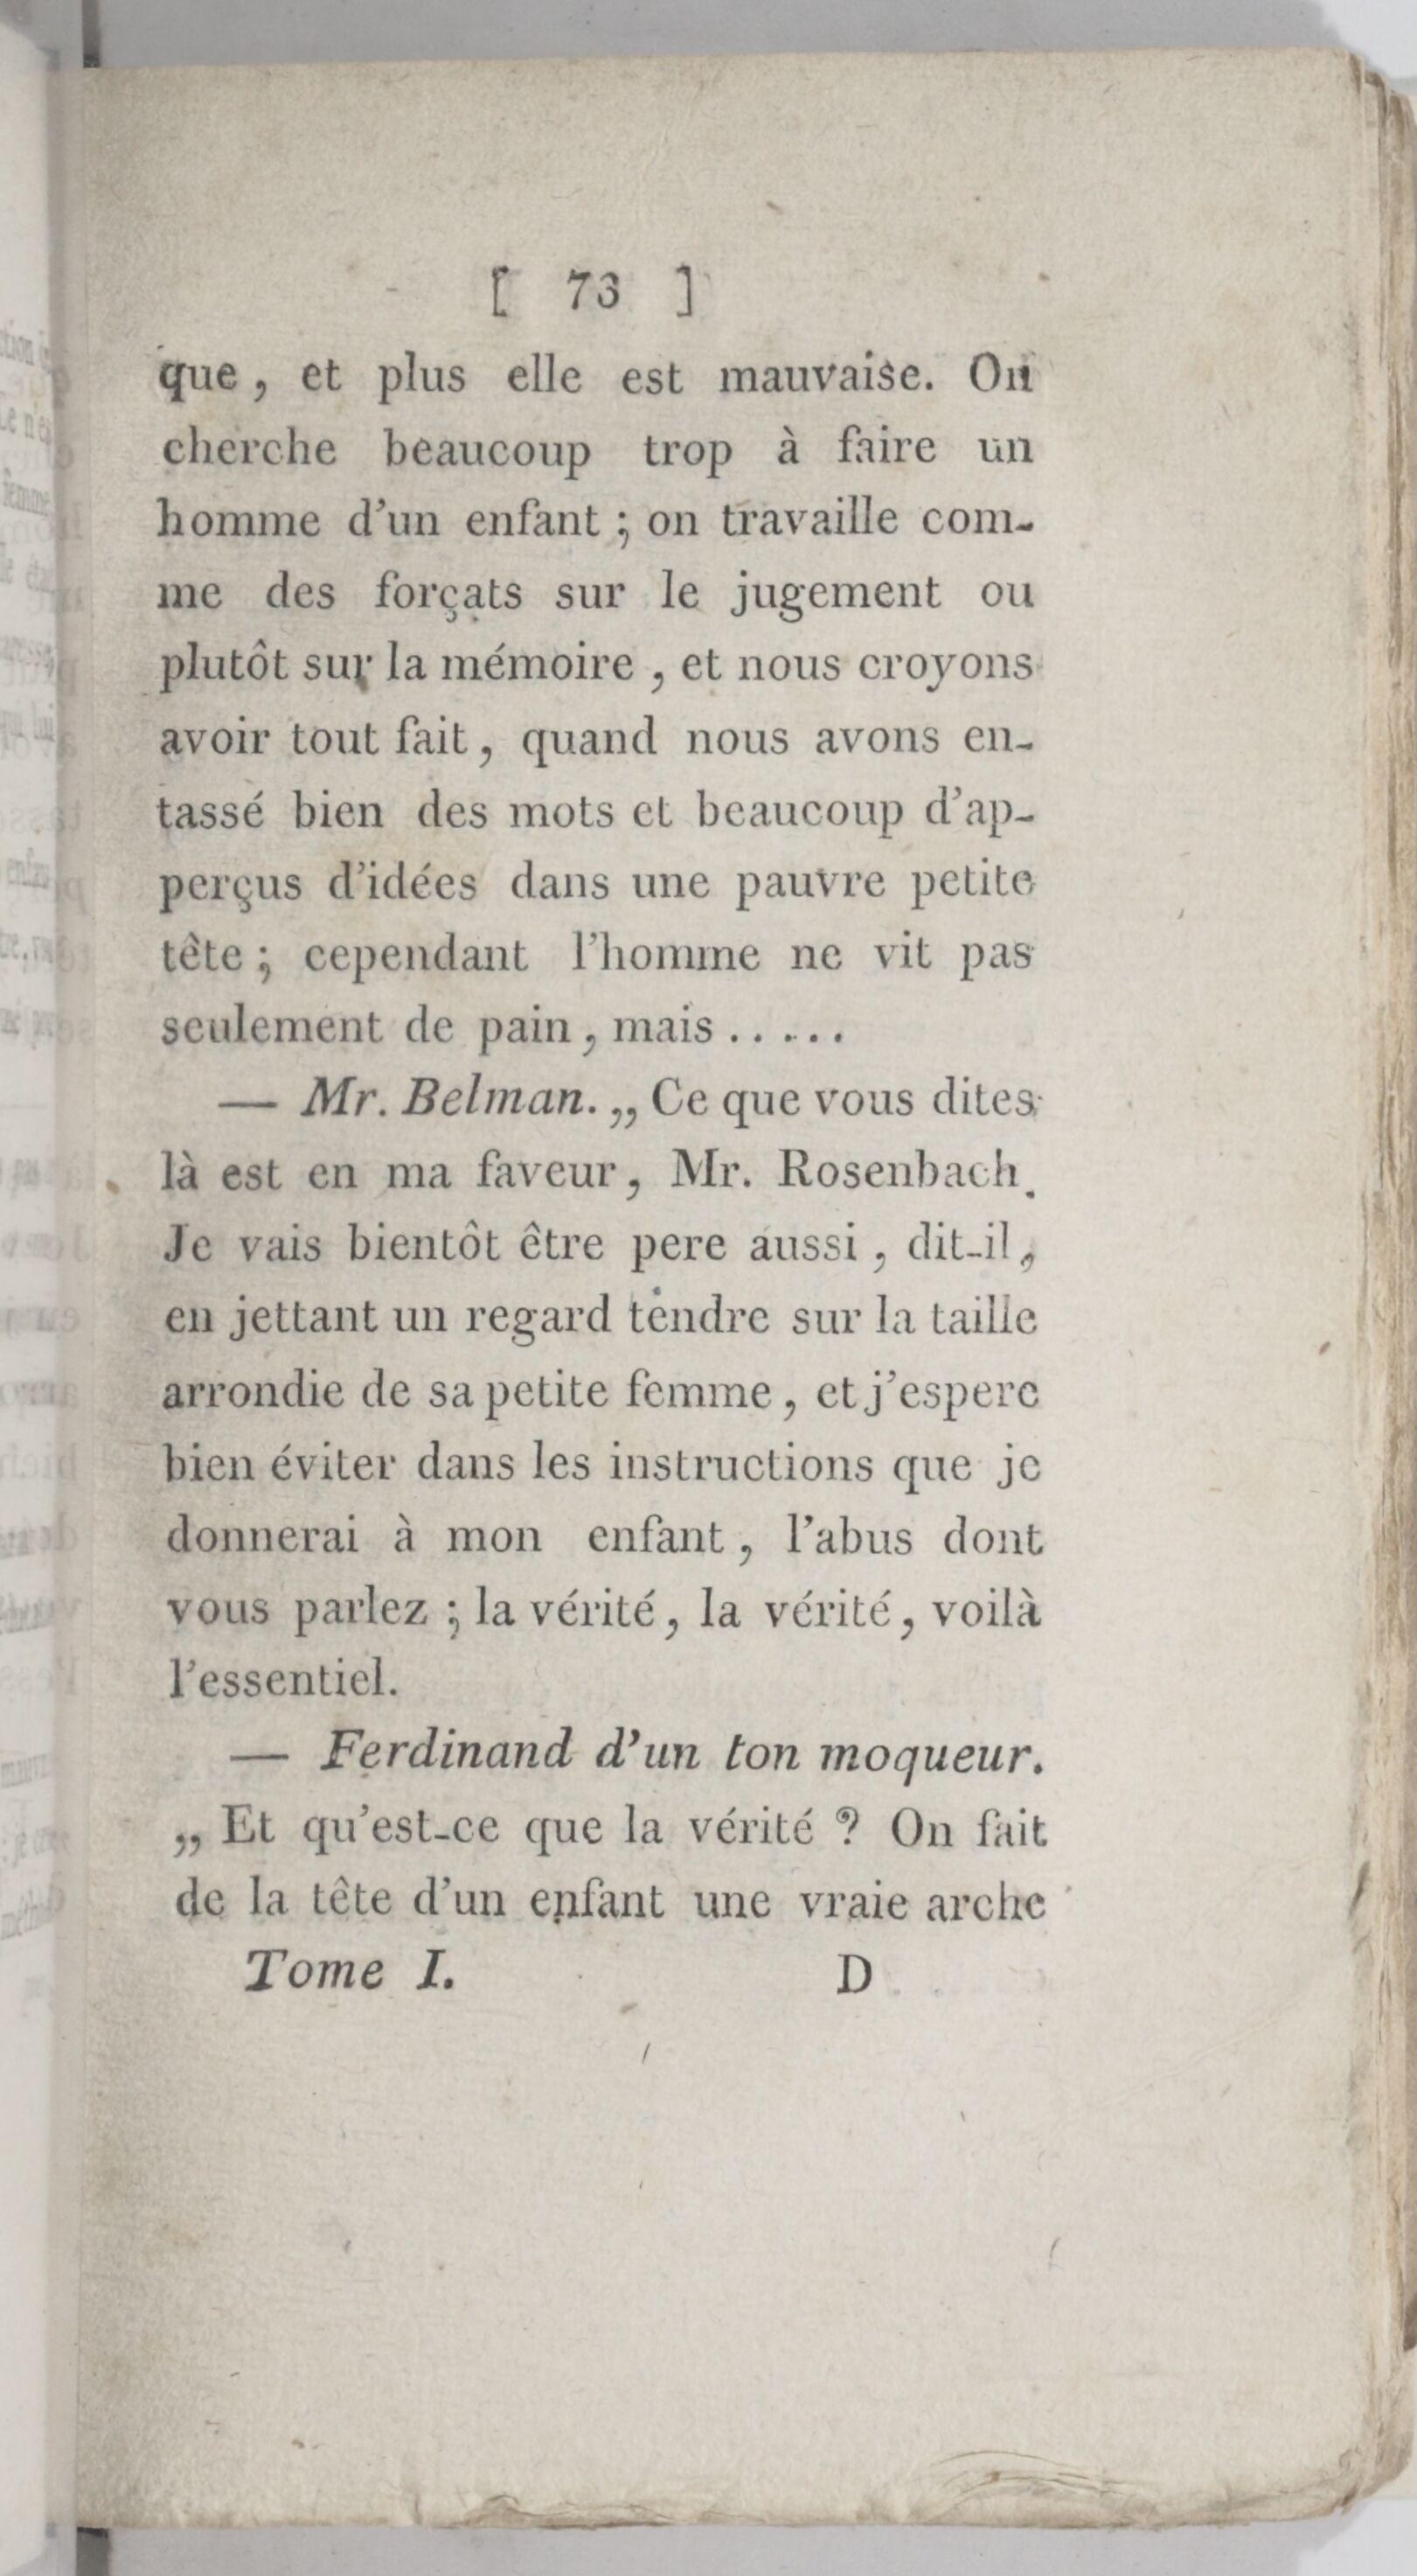 [ 73 ]
que, et plus elle est mauvaise. On
cherche beaucoup trop à faire un
homme d'un enfant ; on travaille com-
me des forçats sur le jugement ou
plutôt sur la mémoire , et nous croyons
avoir tout fait , quand nous avons en-
tassé bien des mots et beaucoup d'ap-
perçus d'idées dans une pauvre petite
tête ; cependant l'homme ne vit pas
seulement de pain , mais .....
— Mr. Belman. „ Ce que vous dites
là est en ma faveur, Mr. Rosenbach.
Je vais bientôt être pere aussi , dit-il,
en jettant un regard tendre sur la taille
arrondie de sa petite femme , et j'espere
bien éviter dans les instructions que je
donnerai à mon enfant , l'abus dont
vous parlez ; la vérité , la vérité , voilà
l'essentiel.
— Ferdinand d'un ton moqueur.
„ Et qu'est-ce que la vérité ? On fait
de la tête d'un enfant une vraie arche
Tome I. D